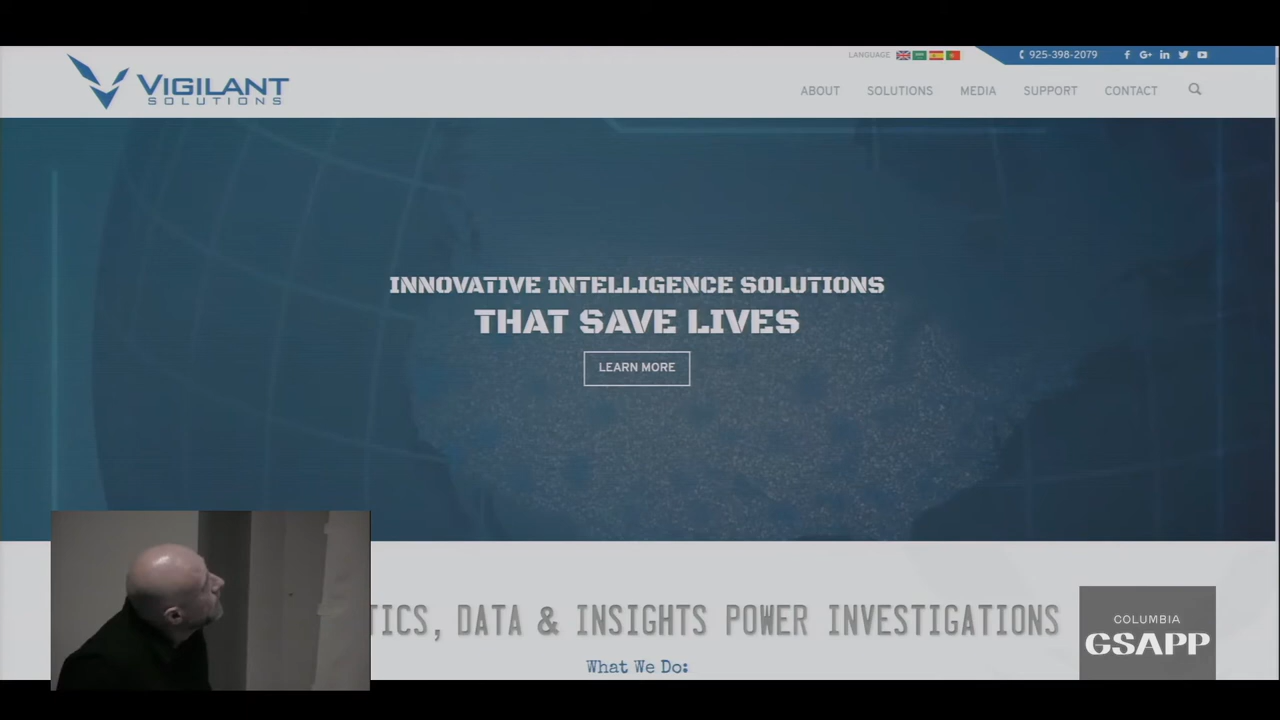 LANGUAGE
925-398-2079
VIGILANT
SOLUTIONS
ABOUT SOLUTIONS MEDIA SUPPORT CONTACT
INNOVATIVE INTELLIGENCE SOLUTIONS
THAT SAVE LIVES
LEARN MORE
TICS, DATA & INSIGHTS POWER INVESTIGATIONS
What We Do:
COLUMBIA
GSAPP